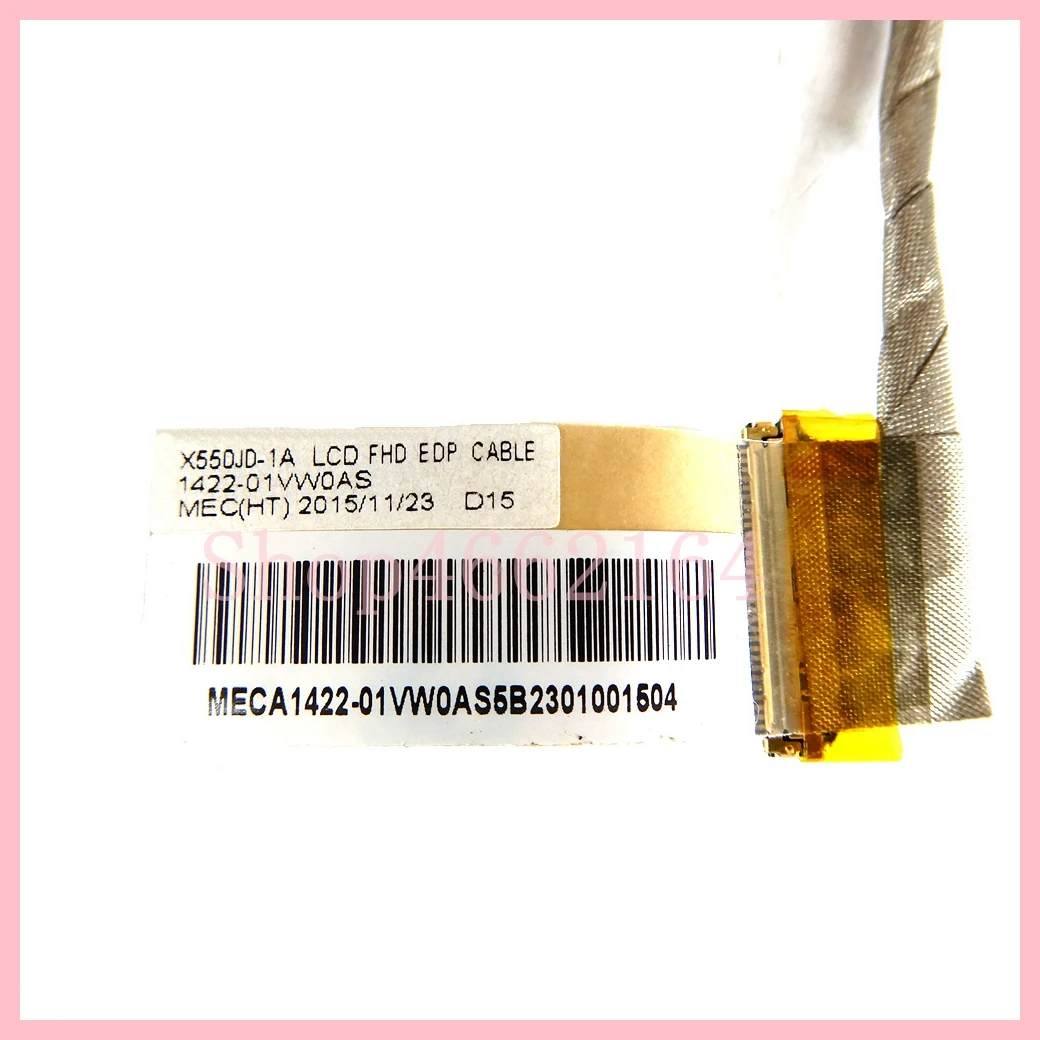 X550JD-1A LCD FHD EDP CABLE
1422-01VW0AS
MEC(HT) 2015/11/23 D15
Shop4662164
MECA1422-01VW0AS5B2301001504